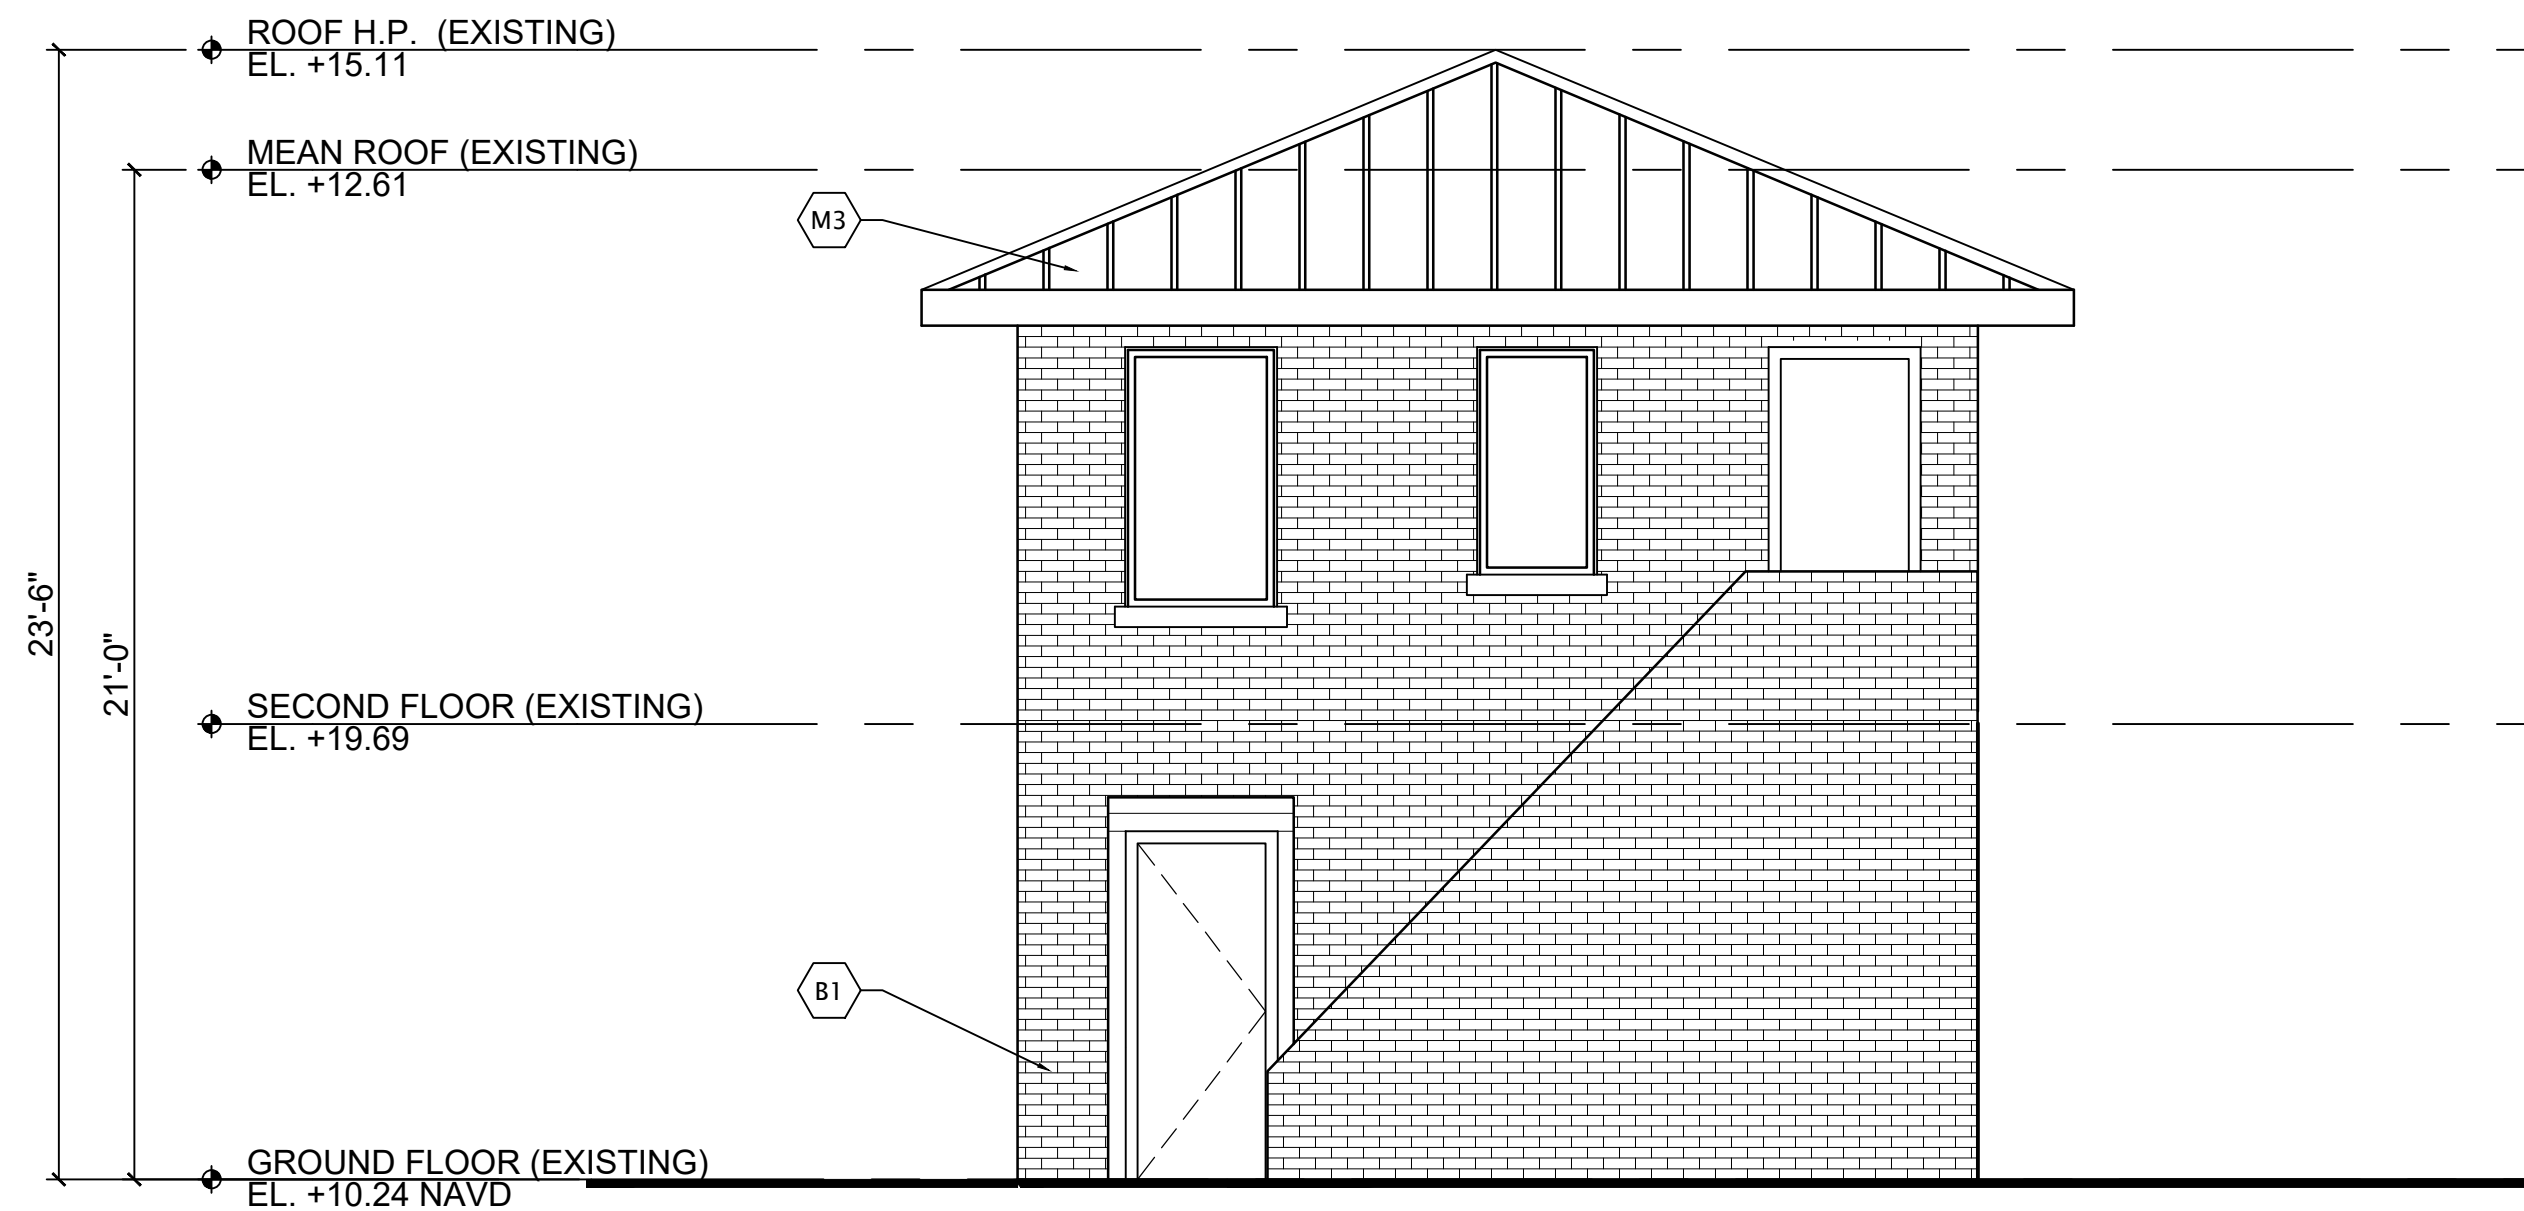 ROOF H.P. (EXISTING)
EL. +15.11
MEAN ROOF (EXISTING)
EL. +12.61
M3
23'-6"
21'-0"
SECOND FLOOR (EXISTING)
EL. +19.69
B1
GROUND FLOOR (EXISTING)
EL. +10.24 NAVD